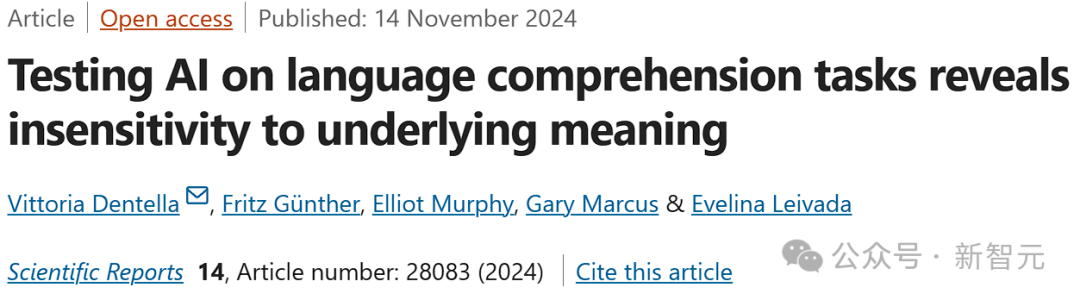 Article | Open access | Published: 14 November 2024
Testing AI on language comprehension tasks reveals
insensitivity to underlying meaning
Vittoria Dentella, Fritz Günther, Elliot Murphy, Gary Marcus & Evelina Leivada
公众号 · 新智元
Scientific Reports 14, Article number: 28083 (2024) | Cite this article